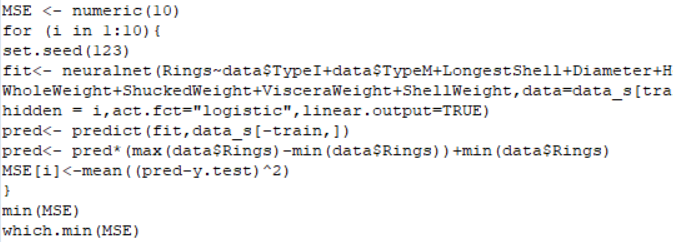 MSE <- numeric(10)
for (i in 1:10){
set.seed(123)
fit<- neuralnet(Rings~data$TypeI+data$TypeM+LongestShell+Diameter+H
WholeWeight+ShuckedWeight+VisceraWeight+ShellWeight,data=data_s[tra
hidden = i,act.fct="logistic",linear.output=TRUE)
pred<- predict(fit,data_s[-train,])
pred<- pred*(max(data$Rings)-min(data$Rings))+min(data$Rings)
MSE[i]<-mean((pred-y.test)^2)
}
min(MSE)
which.min(MSE)